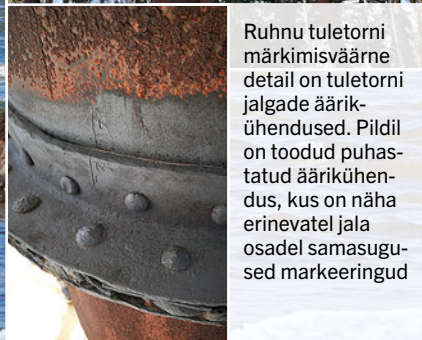 Ruhnu tuletorni
märkimisväärne
detail on tuletorni
jalgade äärik-
ühendused. Pildil
on toodud puhas-
tatud äärikühen-
dus, kus on näha
erinevatel jala
osadel samasugu-
sed markeeringud